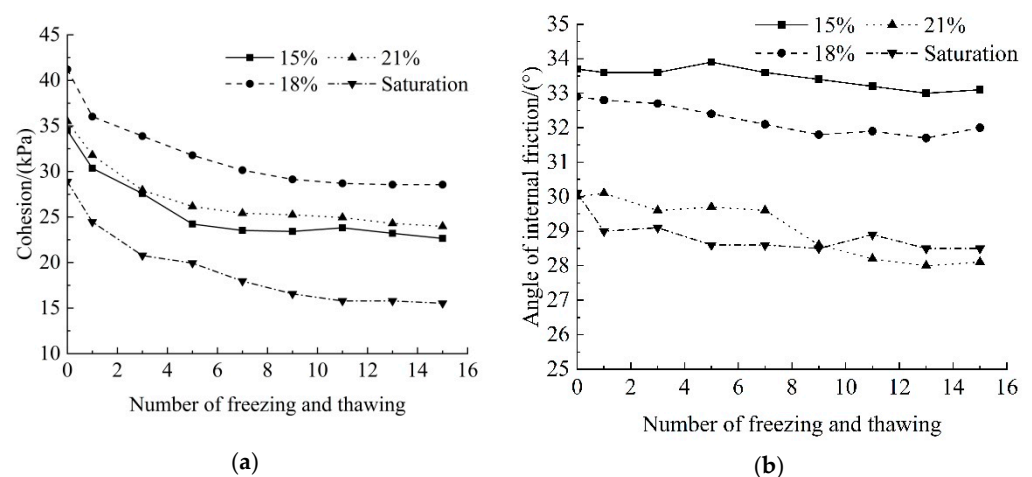 45
40
35
30
25
20
15
10
Cohesion/(kPa)
15%
21%
18%
Saturation
0 2 4 6 8 10 12 14 16
Number of freezing and thawing
(a)
35
34
33
32
31
30
29
28
27
26
25
Angle of internal friction/(°)
15%
21%
18%
Saturation
0 2 4 6 8 10 12 14 16
Number of freezing and thawing
(b)